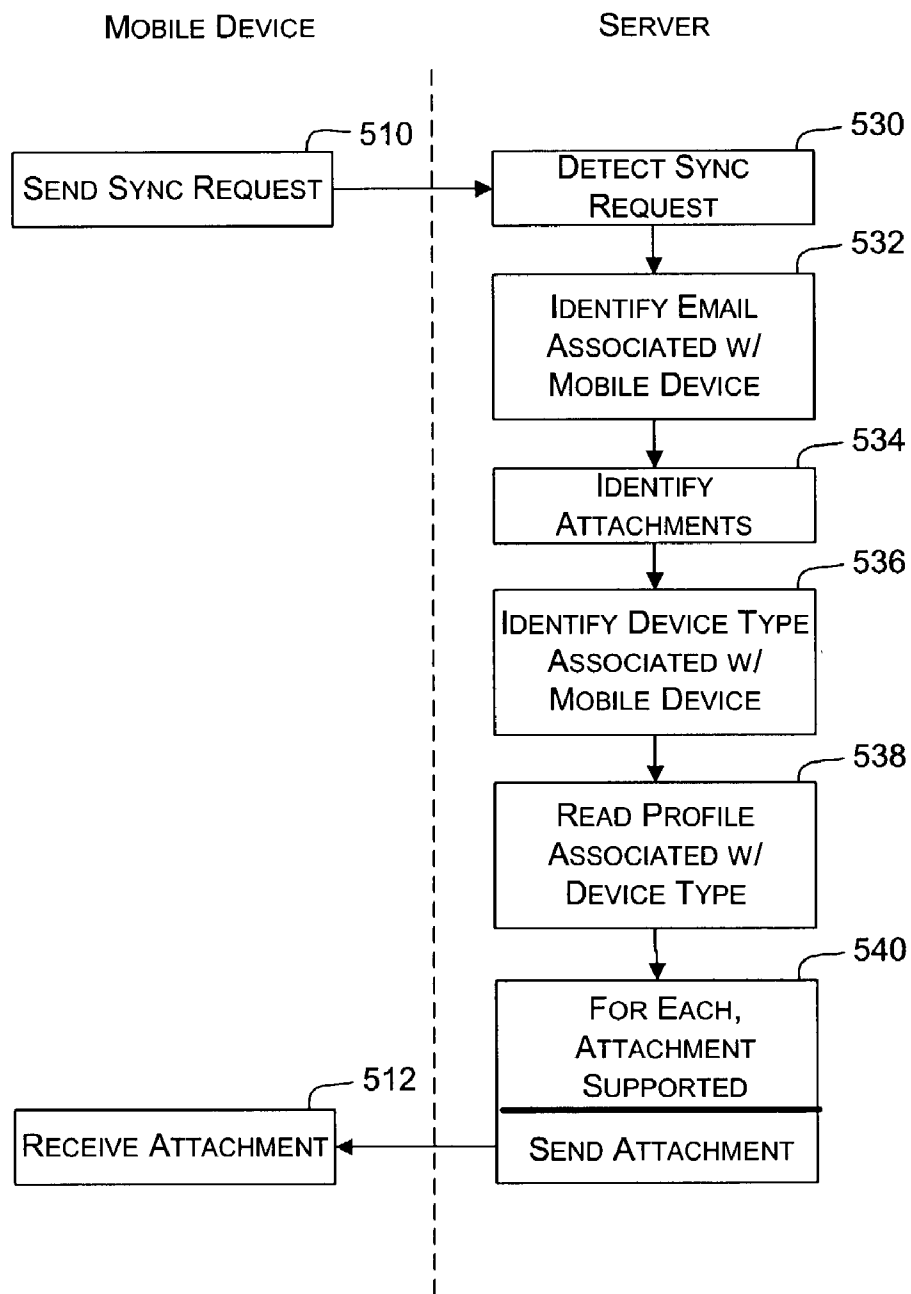 MOBILE DEVICE
SERVER
510
SEND SYNC REQUEST
530
DETECT SYNC
REQUEST
532
IDENTIFY EMAIL
ASSOCIATED W/
MOBILE DEVICE
534
IDENTIFY
ATTACHMENTS
536
IDENTIFY DEVICE TYPE
ASSOCIATED W/
MOBILE DEVICE
538
READ PROFILE
ASSOCIATED W/
DEVICE TYPE
540
FOR EACH,
ATTACHMENT
SUPPORTED
512
RECEIVE ATTACHMENT
SEND ATTACHMENT